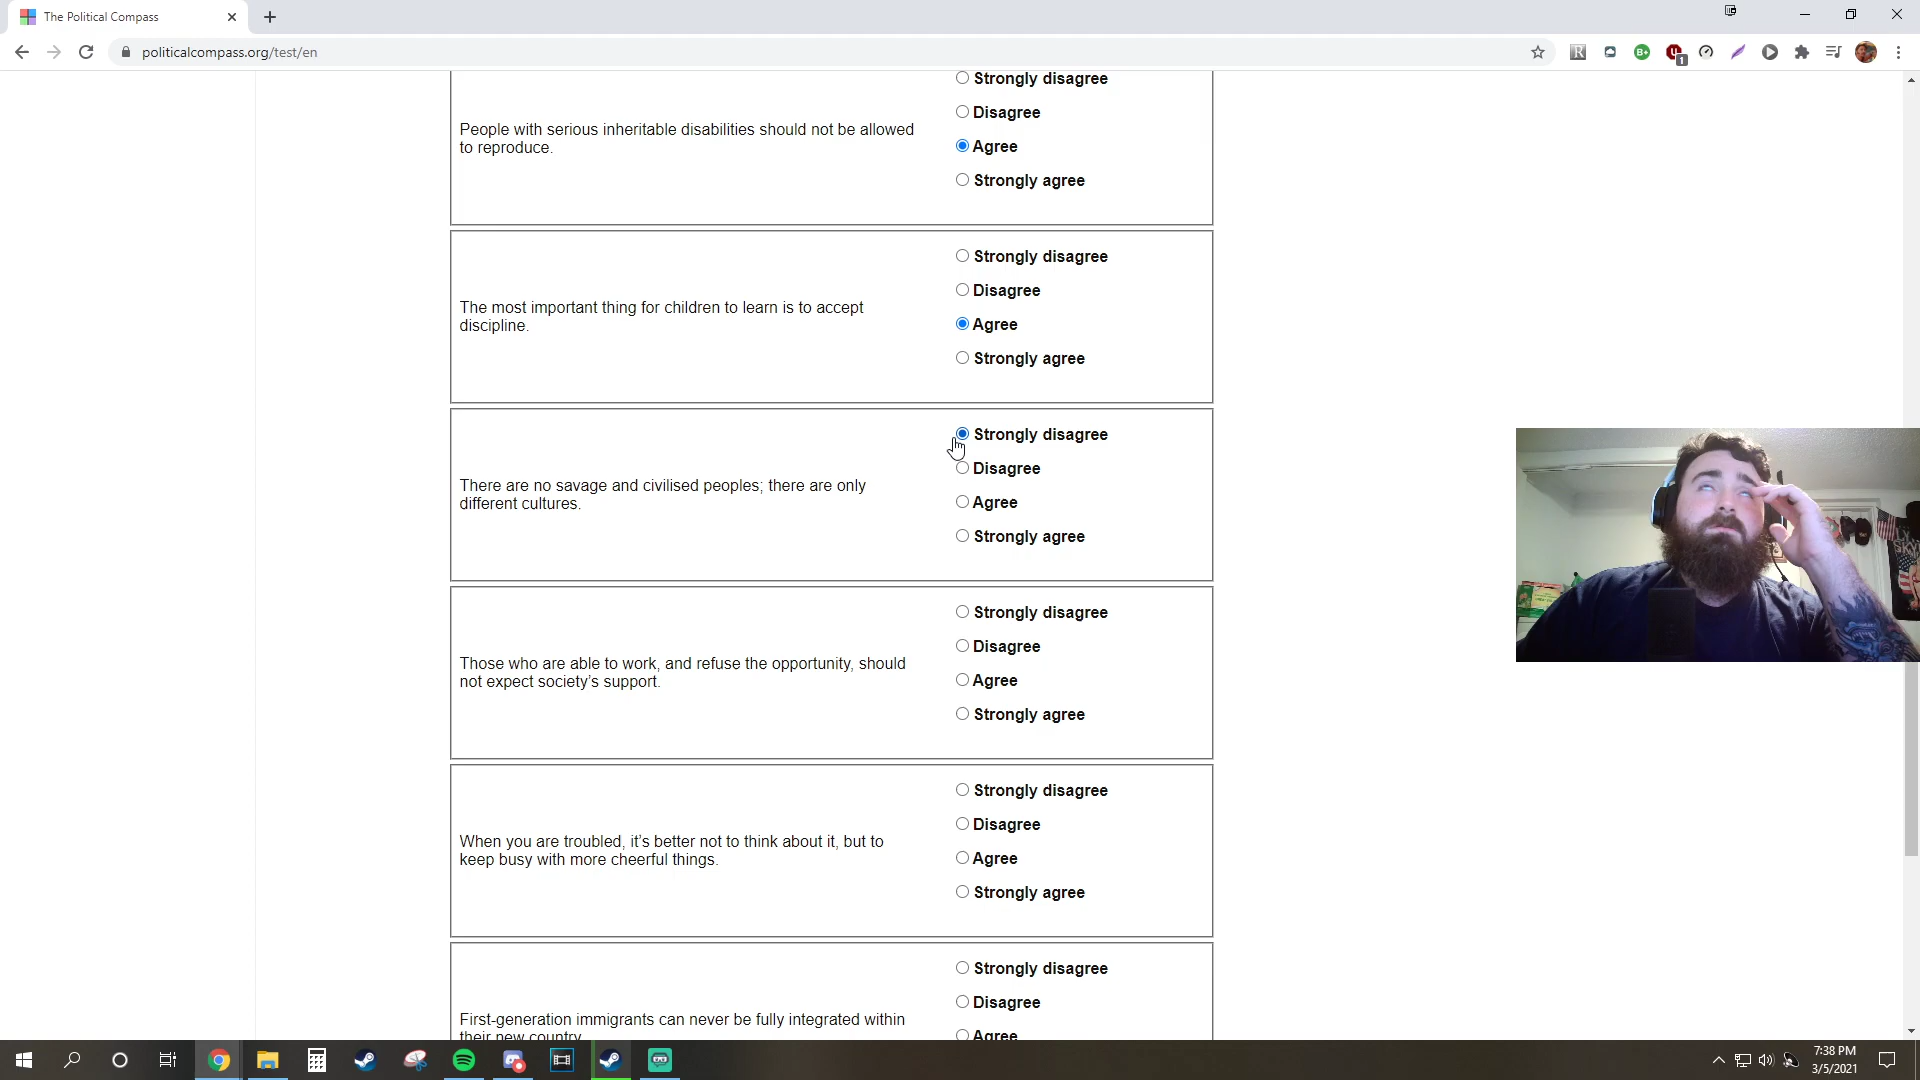 The Political Compass
politicalcompass.org/test/en
1
Strongly disagree
Disagree
People with serious inheritable disabilities should not be allowed
to reproduce.
Agree
Strongly agree
Strongly disagree
Disagree
The most important thing for children to learn is to accept
discipline.
Agree
Strongly agree
Strongly disagree
Disagree
There are no savage and civilised peoples; there are only
different cultures.
Agree
Strongly agree
Strongly disagree
Disagree
Those who are able to work, and refuse the opportunity, should
not expect society's support.
Agree
Strongly agree
Strongly disagree
Disagree
When you are troubled, it's better not to think about it, but to
keep busy with more cheerful things.
Agree
Strongly agree
Strongly disagree
Disagree
First-generation immigrants can never be fully integrated within
their new country
Agree
7:38 PM
3/5/2021